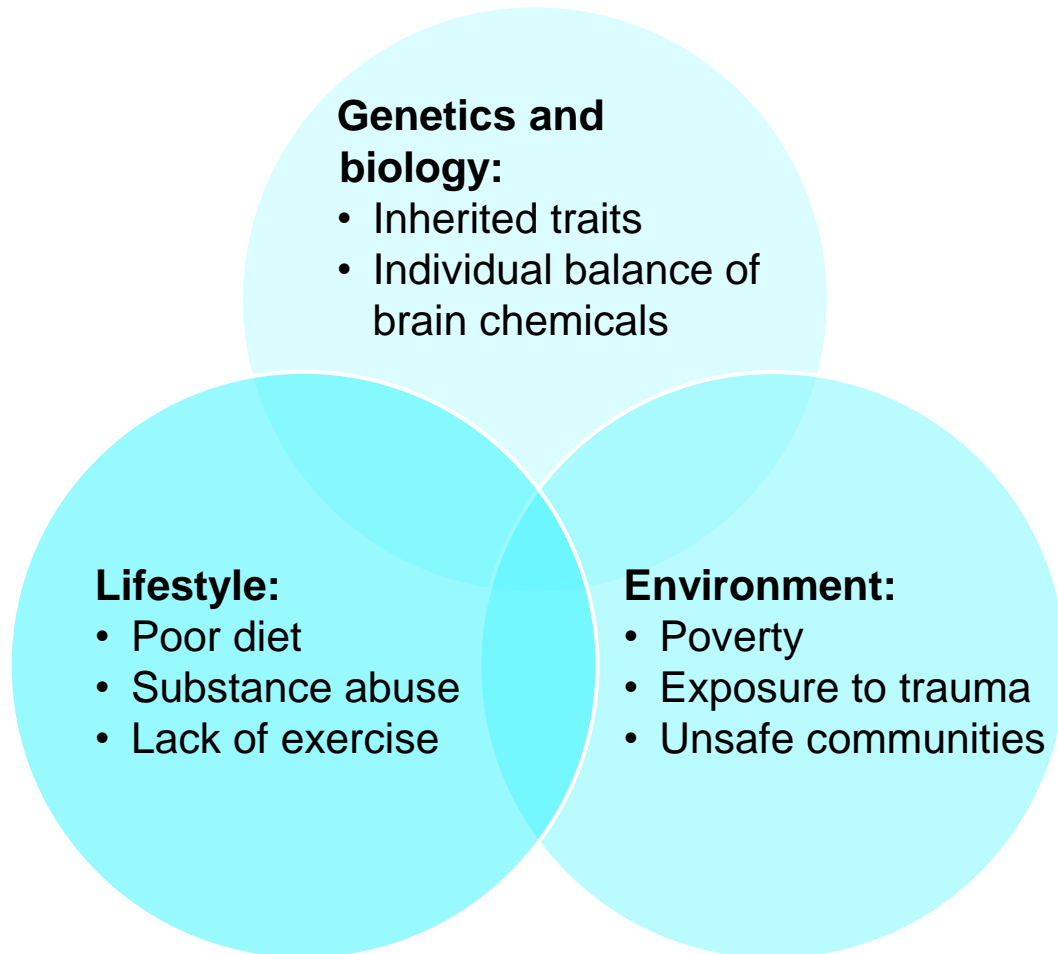 Genetics and
biology:
• Inherited traits
• Individual balance of
brain chemicals
Lifestyle:
• Poor diet
• Substance abuse
• Lack of exercise
Environment:
• Poverty
• Exposure to trauma
• Unsafe communities